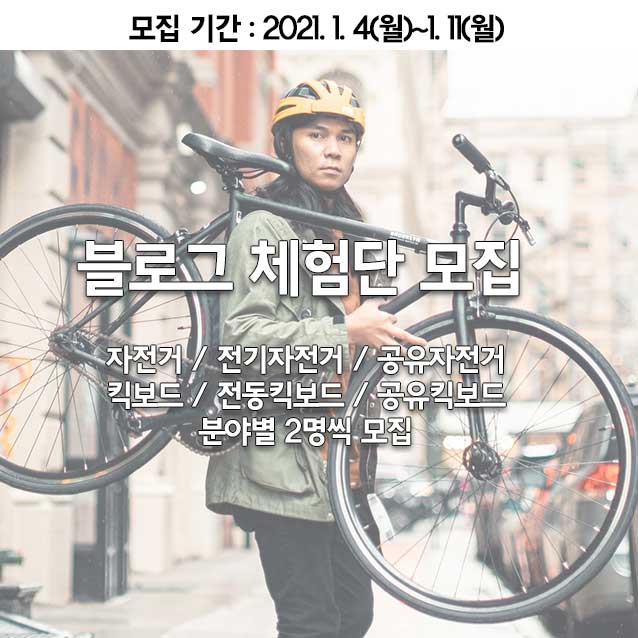 모집 기간 : 2021. 1. 4(월)~1. 11(월)
블로그 체험단 모집
자전거 / 전기자전거 / 공유자전거
킥보드 / 전동킥보드 / 공유킥보드
분야별 2명씩 모집